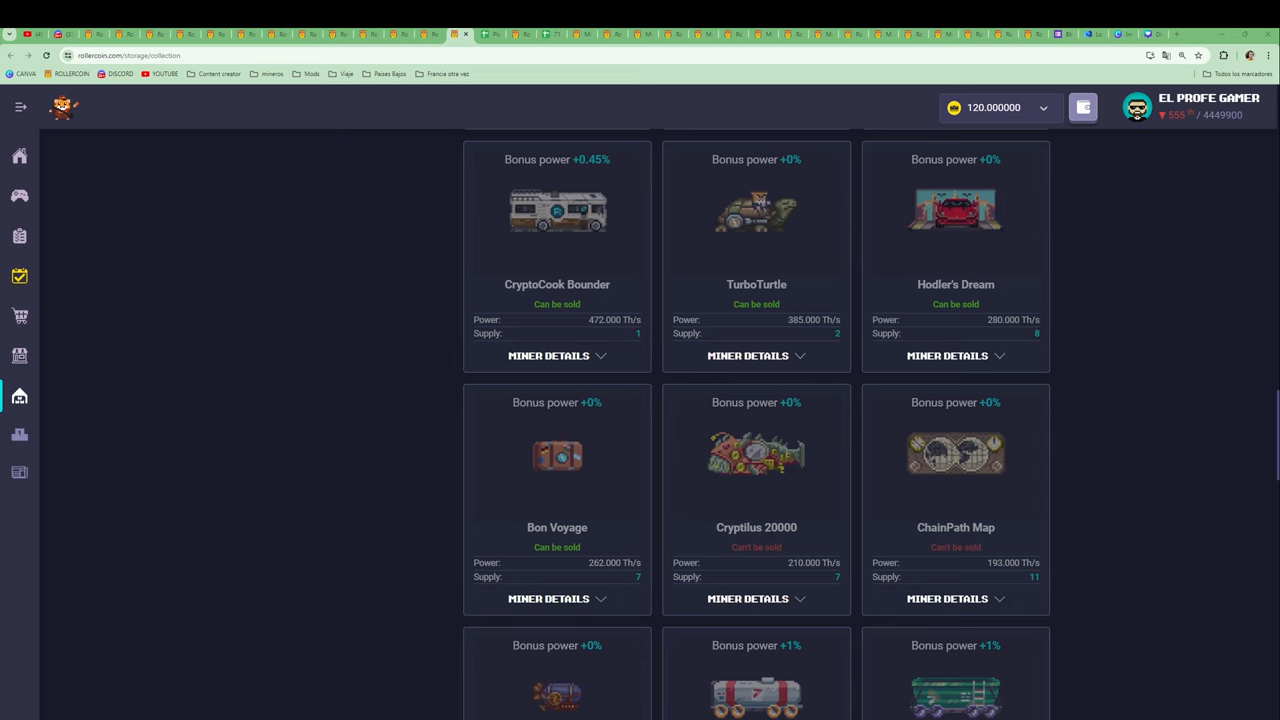 rollercoin.com/storage/collection
CANVA ROLLERCOIN DISCORD YOUTUBE Content creator mineros Mods Viaje Paises Bajos Francia otra vez Todos los marcadores
120.000000
EL PROFE GAMER
555 th / 4449900
Bonus power +0.45% Bonus power +0% Bonus power +0%
CryptoCook Bounder TurboTurtle Hodler's Dream
Can be sold Can be sold Can be sold
Power: 472.000 Th/s Power: 385.000 Th/s Power: 280.000 Th/s
Supply: 1 Supply: 2 Supply: 8
MINER DETAILS MINER DETAILS MINER DETAILS
Bonus power +0% Bonus power +0% Bonus power +0%
Bon Voyage Cryptilus 20000 ChainPath Map
Can be sold Can't be sold Can't be sold
Power: 262.000 Th/s Power: 210.000 Th/s Power: 193.000 Th/s
Supply: 7 Supply: 7 Supply: 11
MINER DETAILS MINER DETAILS MINER DETAILS
Bonus power +0% Bonus power +1% Bonus power +1%
7